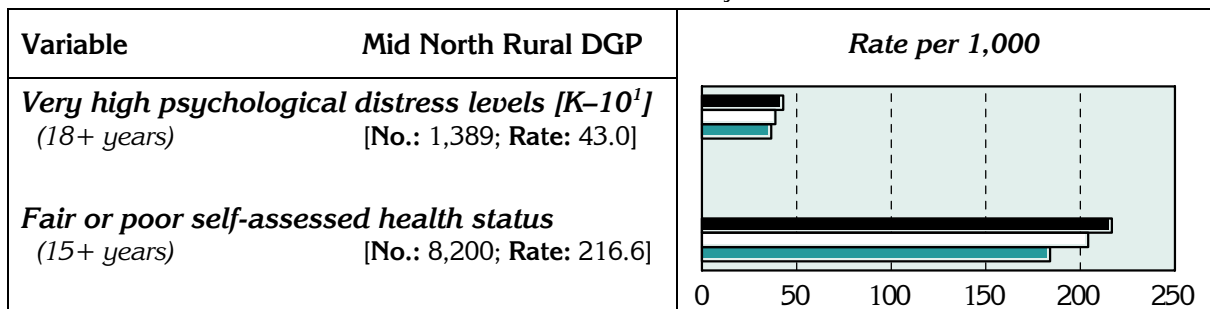 Variable Mid North Rural DGP Rate per 1,000
Very high psychological distress levels [K–10¹]
(18+ years) [No.: 1,389; Rate: 43.0]
Fair or poor self-assessed health status
(15+ years) [No.: 8,200; Rate: 216.6]
0 50 100 150 200 250